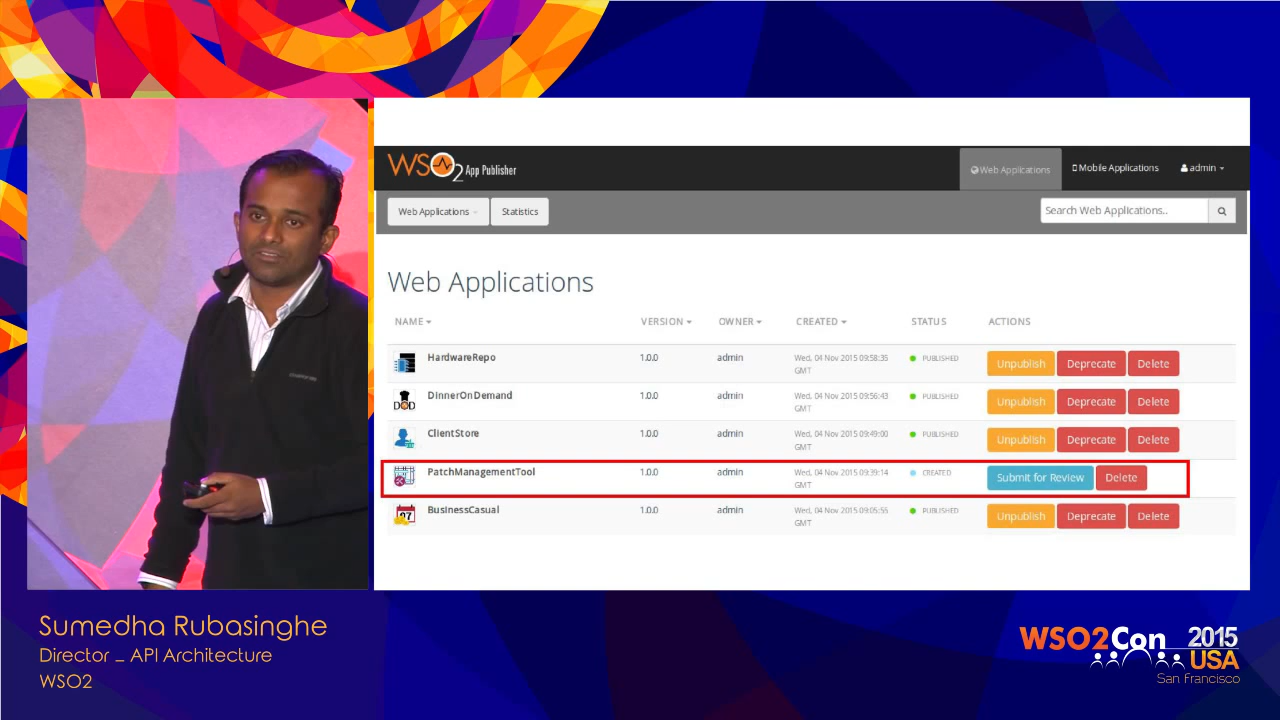 WSO2 App Publisher
Web Applications
Mobile Applications
admin
Web Applications
Statistics
Search Web Applications..
Web Applications
NAME VERSION OWNER CREATED STATUS ACTIONS
HardwareRepo 1.0.0 admin Wed, 04 Nov 2015 09:58:35 GMT PUBLISHED Unpublish Deprecate Delete
DinnerOnDemand 1.0.0 admin Wed, 04 Nov 2015 09:56:43 GMT PUBLISHED Unpublish Deprecate Delete
DOD
ClientStore 1.0.0 admin Wed, 04 Nov 2015 09:49:00 GMT PUBLISHED Unpublish Deprecate Delete
PatchManagementTool 1.0.0 admin Wed, 04 Nov 2015 09:39:14 GMT CREATED Submit for Review Delete
BusinessCasual 1.0.0 admin Wed, 04 Nov 2015 09:05:55 GMT PUBLISHED Unpublish Deprecate Delete
07
Sumedha Rubasinghe
Director _ API Architecture
WSO2
WSO2Con 2015
USA
San Francisco